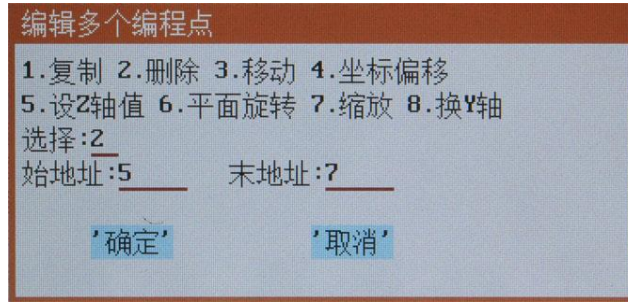 编辑多个编程点
1.复制 2.删除 3.移动 4.坐标偏移
5.设Z轴值 6.平面旋转 7.缩放 8.换Y轴
选择:2
始地址:5 末地址:7
'确定' '取消'